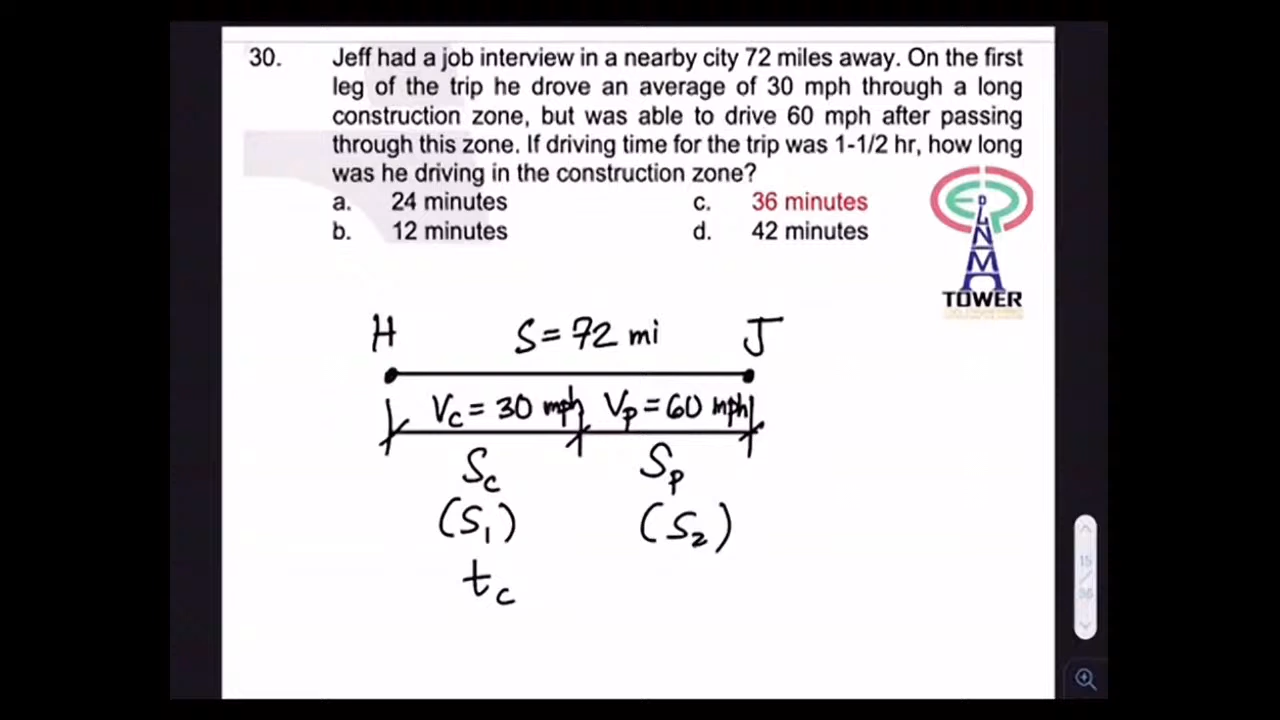 30. Jeff had a job interview in a nearby city 72 miles away. On the first
leg of the trip he drove an average of 30 mph through a long
construction zone, but was able to drive 60 mph after passing
through this zone. If driving time for the trip was 1-1/2 hr, how long
was he driving in the construction zone?
a. 24 minutes c. 36 minutes
b. 12 minutes d. 42 minutes
TOWER
H S = 72 mi J
Vc = 30 mph Vp = 60 mph
Sc Sp
(S1) (S2)
tc
15
/